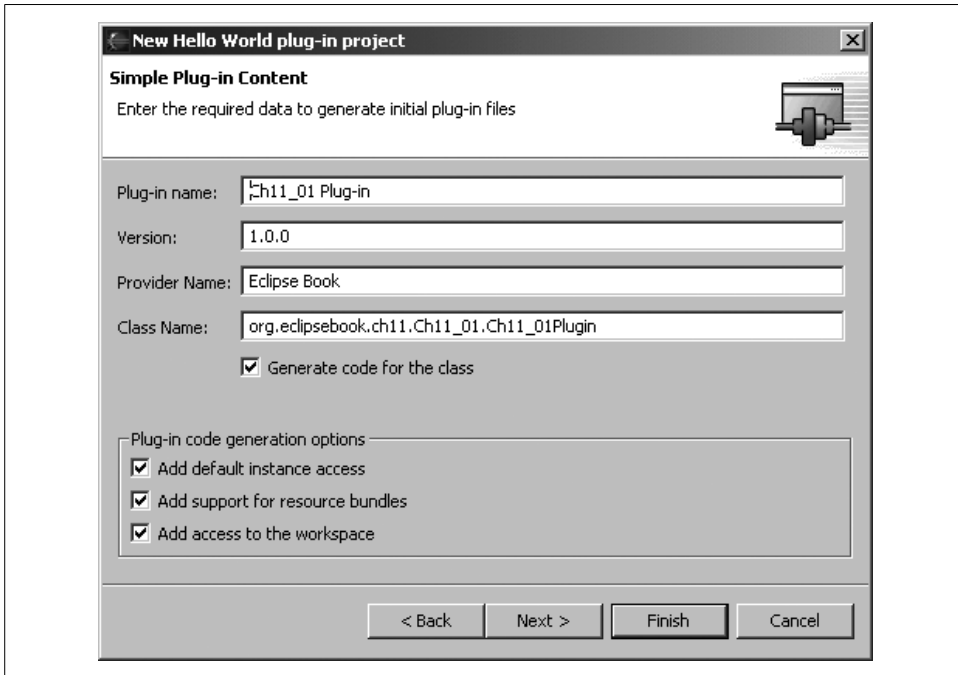 New Hello World plug-in project
Simple Plug-in Content
Enter the required data to generate initial plug-in files
Plug-in name: Ch11_01 Plug-in
Version: 1.0.0
Provider Name: Eclipse Book
Class Name: org.eclipsebook.ch11.Ch11_01.Ch11_01Plugin
Generate code for the class
Plug-in code generation options
Add default instance access
Add support for resource bundles
Add access to the workspace
< Back Next > Finish Cancel